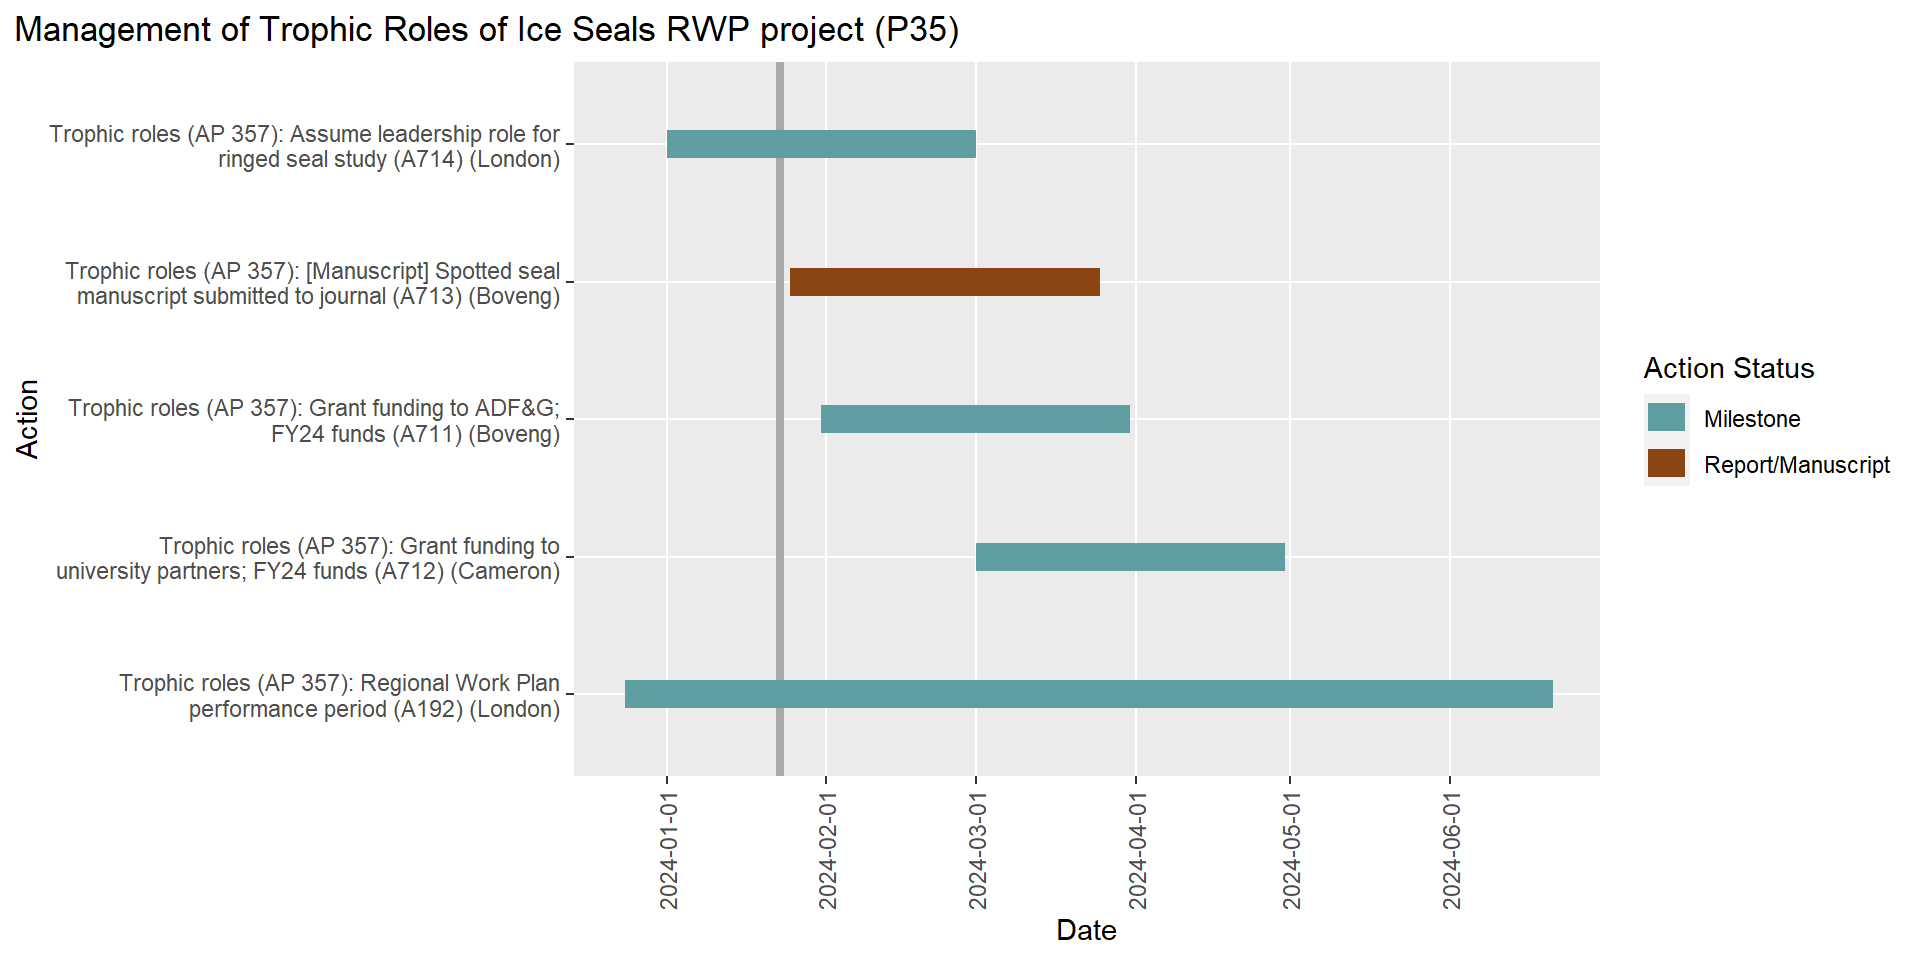 Management of Trophic Roles of Ice Seals RWP project (P35)
Trophic roles (AP 357): Assume leadership role for
ringed seal study (A714) (London)
Trophic roles (AP 357): [Manuscript] Spotted seal
manuscript submitted to journal (A713) (Boveng)
Trophic roles (AP 357): Grant funding to ADF&G;
FY24 funds (A711) (Boveng)
Trophic roles (AP 357): Grant funding to
university partners; FY24 funds (A712) (Cameron)
Trophic roles (AP 357): Regional Work Plan
performance period (A192) (London)
Action
2024-01-01
2024-02-01
2024-03-01
2024-04-01
2024-05-01
2024-06-01
Date
Action Status
Milestone
Report/Manuscript